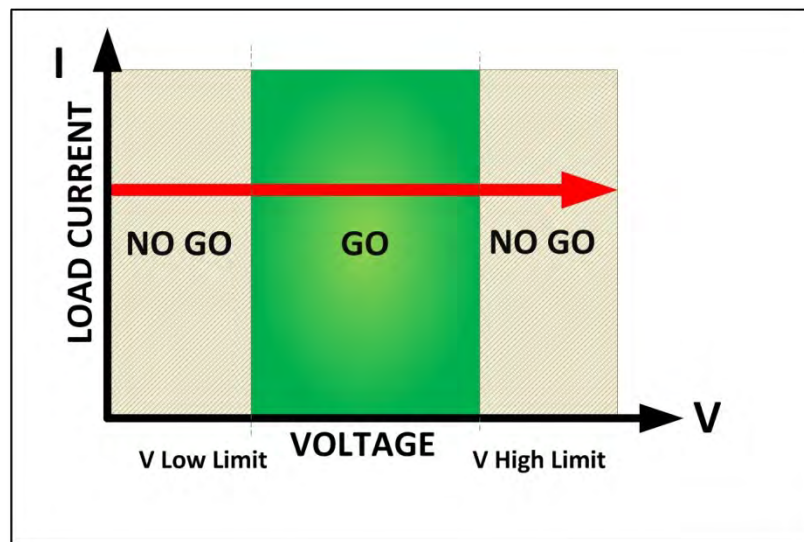 I
LOAD CURRENT
NO GO
GO
NO GO
V
VOLTAGE
V Low Limit
V High Limit